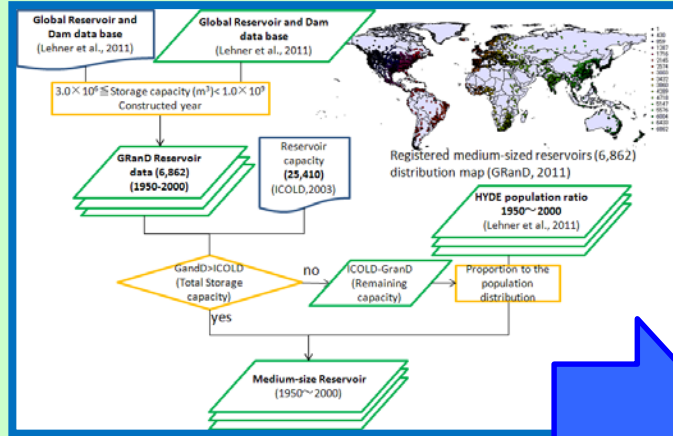 Global Reservoir and
Dam data base
(Lehner et al., 2011)
Global Reservoir and Dam
data base
(Lehner et al., 2011)
3.0×10⁶≦Storage capacity (m³)< 1.0×10⁹
Constructed year
GRanD Reservoir
data (6,862)
(1950-2000)
Reservoir
capacity
(25,410)
(ICOLD,2003)
Registered medium-sized reservoirs (6,862)
distribution map (GRanD, 2011)
HYDE population ratio
1950～2000
(Lehner et al., 2011)
GandD>ICOLD
(Total Storage
capacity)
no
ICOLD-GranD
(Remaining
capacity)
Proportion to the
population
distribution
yes
Medium-size Reservoir
(1950～2000)